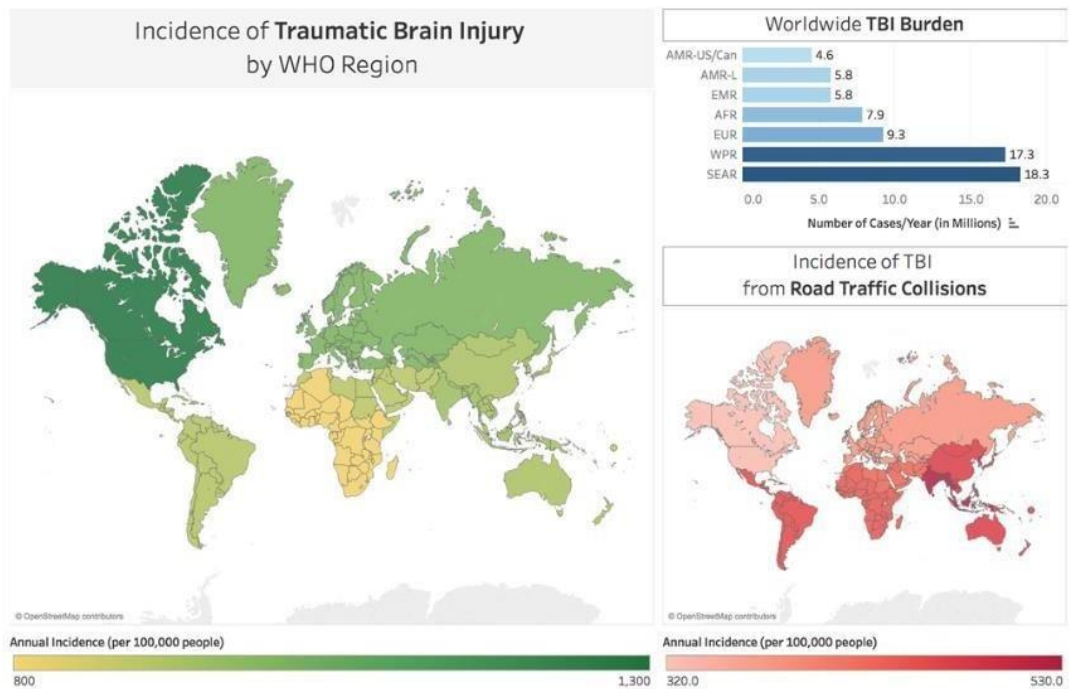 Incidence of Traumatic Brain Injury
by WHO Region
© OpenStreetMap contributors
Annual Incidence (per 100,000 people)
800 1,300
Worldwide TBI Burden
AMR-US/Can 4.6
AMR-L 5.8
EMR 5.8
AFR 7.9
EUR 9.3
WPR 17.3
SEAR 18.3
0.0 5.0 10.0 15.0 20.0
Number of Cases/Year (in Millions)
Incidence of TBI
from Road Traffic Collisions
© OpenStreetMap contributors
Annual Incidence (per 100,000 people)
320.0 530.0